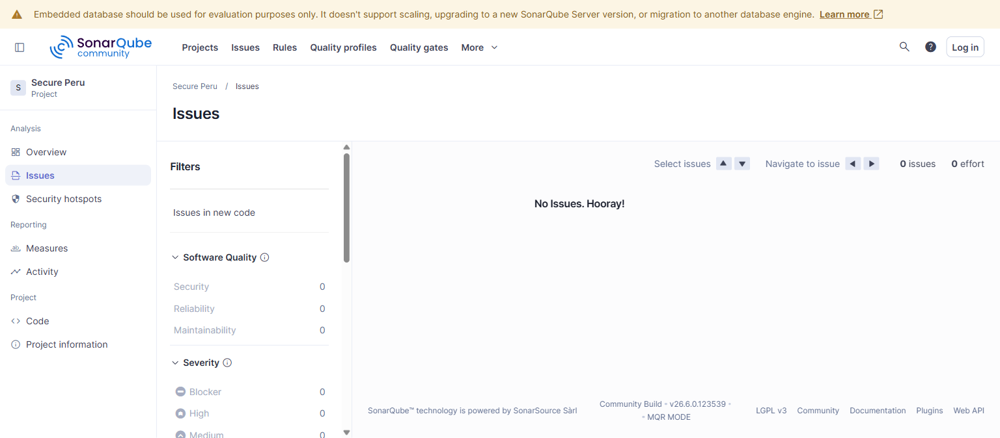 Embedded database should be used for evaluation purposes only. It doesn't support scaling, upgrading to a new SonarQube Server version, or migration to another database engine. Learn more
SonarQube community
Projects Issues Rules Quality profiles Quality gates More
? Log in
S Secure Peru
Project
Analysis
Overview
Issues
Security hotspots
Reporting
Measures
Activity
Project
Code
Project information
Secure Peru / Issues
Issues
Filters
Issues in new code
Software Quality
Security 0
Reliability 0
Maintainability 0
Severity
Blocker 0
High 0
Medium 0
Select issues Navigate to issue 0 issues 0 effort
No Issues. Hooray!
SonarQube™ technology is powered by SonarSource Sàrl
Community Build • v26.6.0.123539 •
• MQR MODE
LGPL v3 Community Documentation Plugins Web API